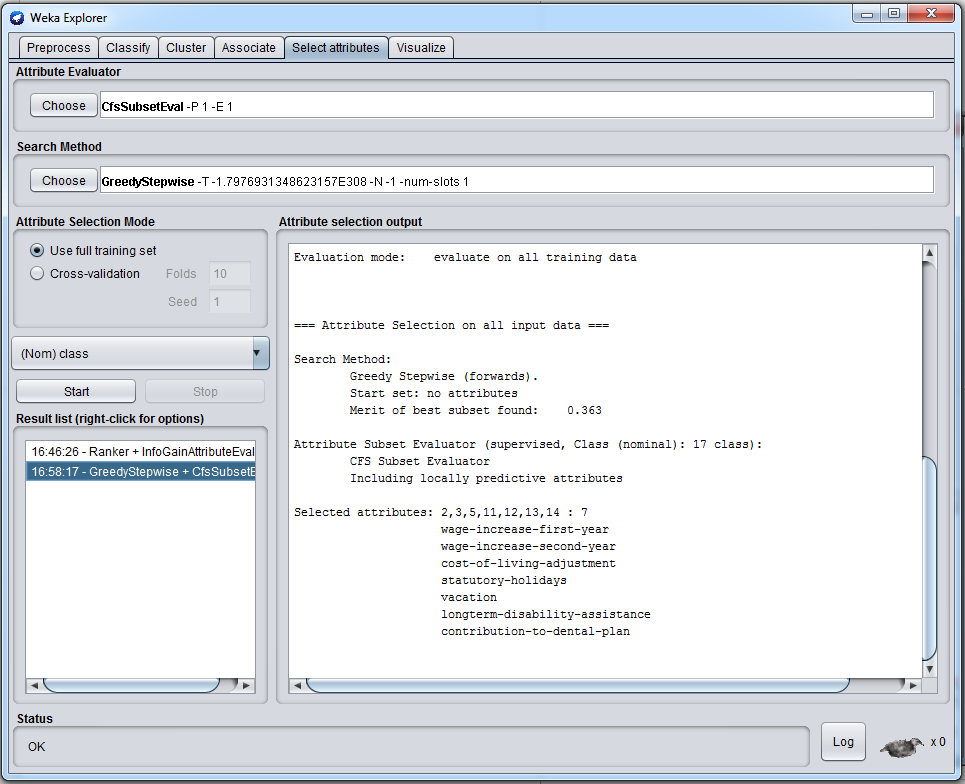 Weka Explorer
Preprocess Classify Cluster Associate Select attributes Visualize
Attribute Evaluator
Choose CfsSubsetEval -P 1 -E 1
Search Method
Choose GreedyStepwise -T -1.7976931348623157E308 -N -1 -num-slots 1
Attribute Selection Mode
Use full training set
Cross-validation Folds 10
Seed 1
(Nom) class
Start Stop
Result list (right-click for options)
16:46:26 - Ranker + InfoGainAttributeEval
16:58:17 - GreedyStepwise + CfsSubsetE
Attribute selection output
Evaluation mode: evaluate on all training data
=== Attribute Selection on all input data ===
Search Method:
Greedy Stepwise (forwards).
Start set: no attributes
Merit of best subset found: 0.363
Attribute Subset Evaluator (supervised, Class (nominal): 17 class):
CFS Subset Evaluator
Including locally predictive attributes
Selected attributes: 2,3,5,11,12,13,14 : 7
wage-increase-first-year
wage-increase-second-year
cost-of-living-adjustment
statutory-holidays
vacation
longterm-disability-assistance
contribution-to-dental-plan
Status
OK
Log x 0